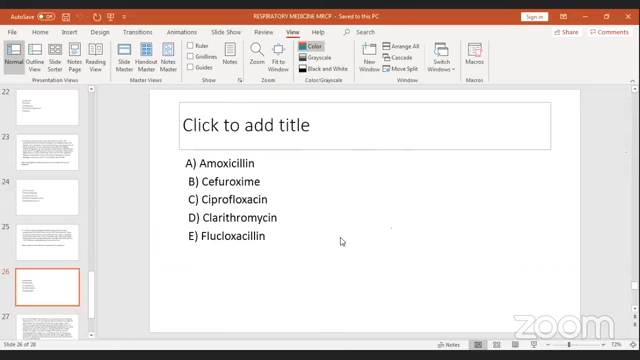 AutoSave Off
RESPIRATORY MEDICINE MRCP - Saved to this PC
Sign in
File Home Insert Draw Design Transitions Animations Slide Show Review View Help Search
Share Comments
Normal Outline View Slide Sorter Notes Page Reading View
Presentation Views
Slide Master Handout Master Notes Master
Master Views
Ruler
Gridlines
Guides
Show
Notes
Zoom Fit to Window
Zoom
Color
Grayscale
Black and White
Color/Grayscale
New Window
Arrange All
Cascade
Move Split
Window
Switch Windows
Macros
Macros
22
23
24
25
26
27
Click to add title
A) Amoxicillin
B) Cefuroxime
C) Ciprofloxacin
D) Clarithromycin
E) Flucloxacillin
zoom
Slide 26 of 28
Notes
72%